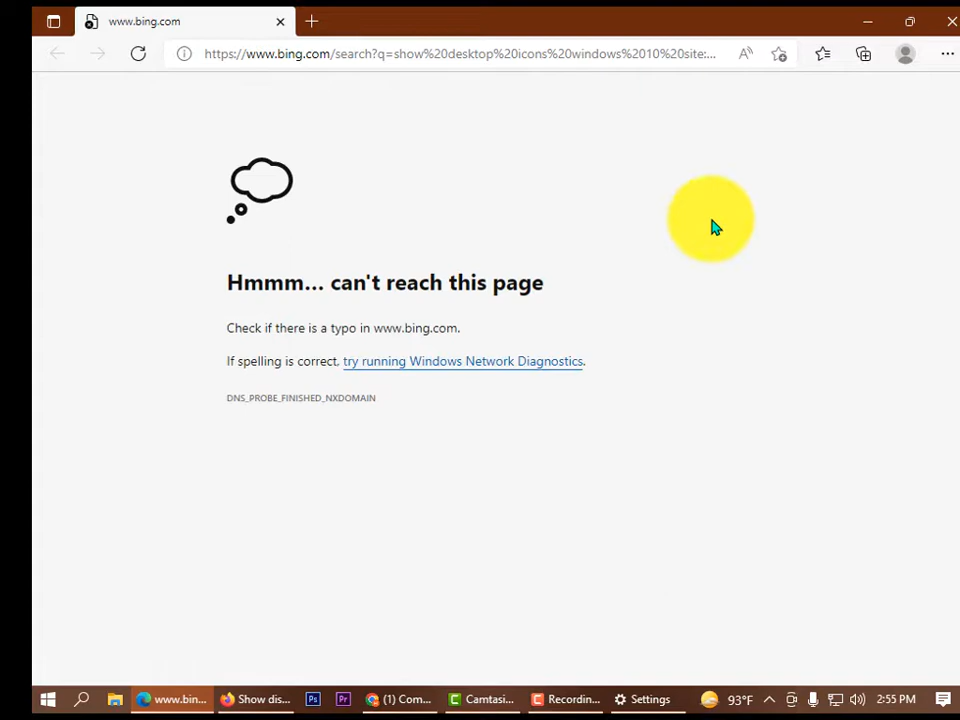 www.bing.com
https://www.bing.com/search?q=show%20desktop%20icons%20windows%2010%20site:...
Hmmm... can't reach this page
Check if there is a typo in www.bing.com.
If spelling is correct, try running Windows Network Diagnostics.
DNS_PROBE_FINISHED_NXDOMAIN
www.bin... Show dis... Ps Pr (1) Com... Camtasi... Recordin... Settings 93°F 2:55 PM